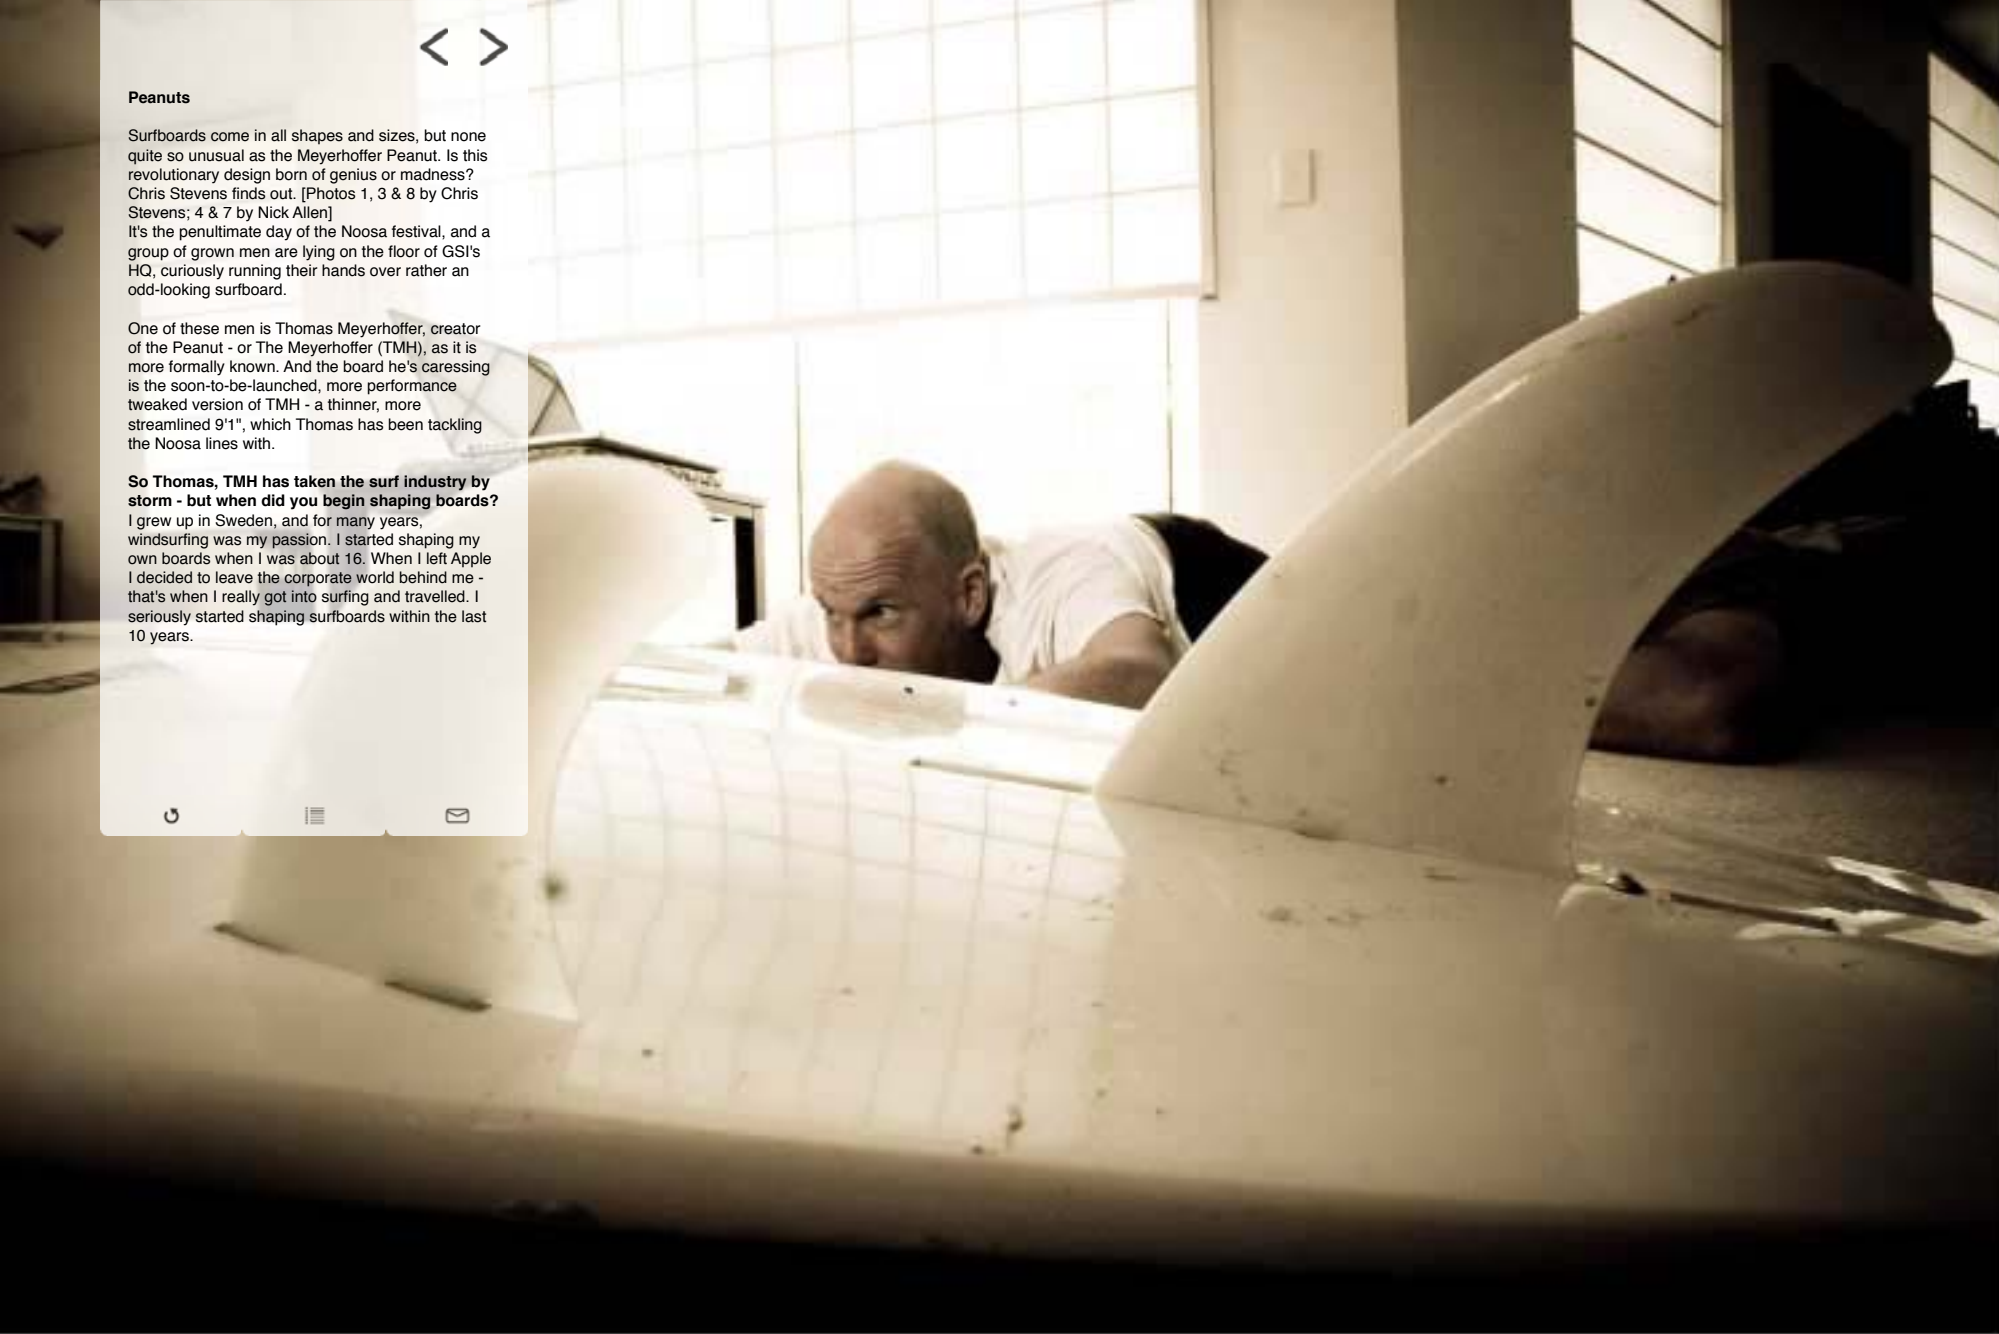 Peanuts
Surfboards come in all shapes and sizes, but none
quite so unusual as the Meyerhoffer Peanut. Is this
revolutionary design born of genius or madness?
Chris Stevens finds out. [Photos 1, 3 & 8 by Chris
Stevens; 4 & 7 by Nick Allen]
It's the penultimate day of the Noosa festival, and a
group of grown men are lying on the floor of GSI's
HQ, curiously running their hands over rather an
odd-looking surfboard.
One of these men is Thomas Meyerhoffer, creator
of the Peanut - or The Meyerhoffer (TMH), as it is
more formally known. And the board he's caressing
is the soon-to-be-launched, more performance
tweaked version of TMH - a thinner, more
streamlined 9'1", which Thomas has been tackling
the Noosa lines with.
So Thomas, TMH has taken the surf industry by
storm - but when did you begin shaping boards?
I grew up in Sweden, and for many years,
windsurfing was my passion. I started shaping my
own boards when I was about 16. When I left Apple
I decided to leave the corporate world behind me -
that's when I really got into surfing and travelled. I
seriously started shaping surfboards within the last
10 years.